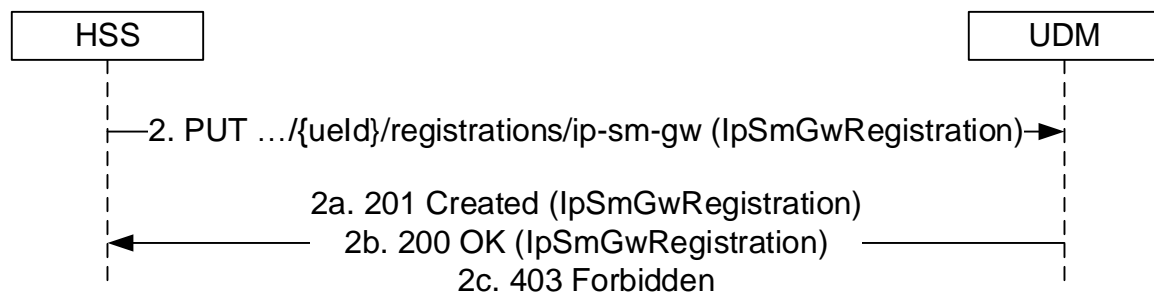 HSS
UDM
2. PUT …/{ueId}/registrations/ip-sm-gw (IpSmGwRegistration)
2a. 201 Created (IpSmGwRegistration)
2b. 200 OK (IpSmGwRegistration)
2c. 403 Forbidden